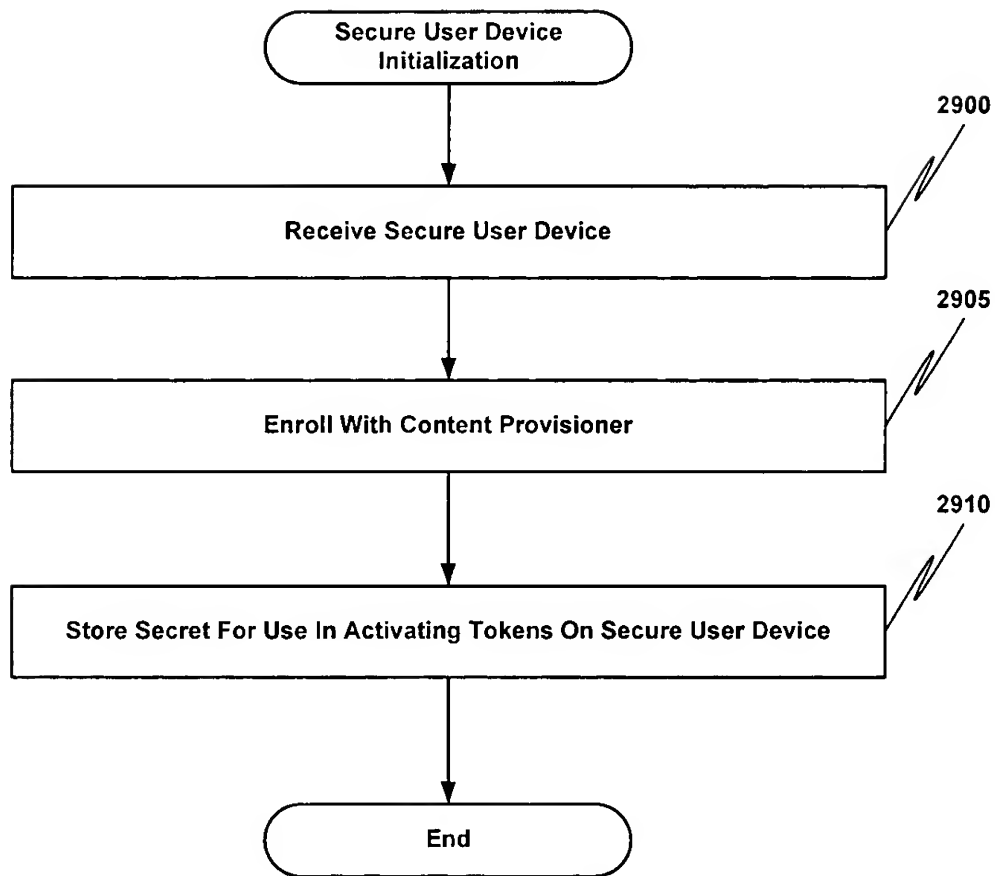 Secure User Device
Initialization
2900
Receive Secure User Device
2905
Enroll With Content Provisioner
2910
Store Secret For Use In Activating Tokens On Secure User Device
End